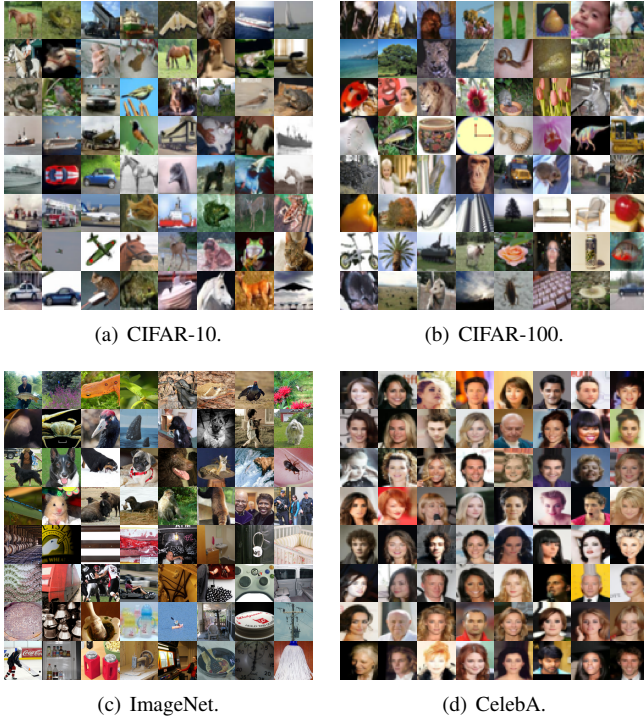 (a) CIFAR-10.
(b) CIFAR-100.
(c) ImageNet.
(d) CelebA.